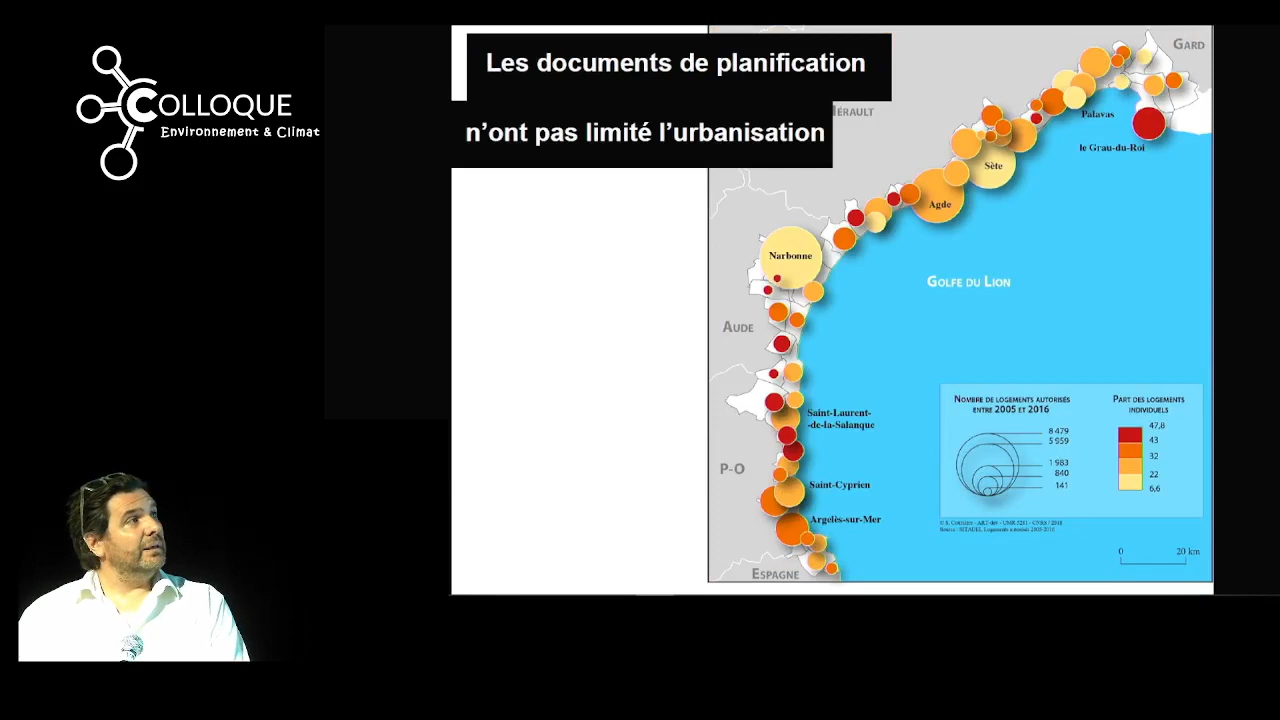 COLLOQUE
Environnement & Climat
Les documents de planification
n'ont pas limité l'urbanisation
GARD
HÉRAULT
Palavas
le Grau-du-Roi
Sète
Agde
Narbonne
GOLFE DU LION
AUDE
Saint-Laurent-
-de-la-Salanque
P-O
Saint-Cyprien
Argelès-sur-Mer
ESPAGNE
NOMBRE DE LOGEMENTS AUTORISÉS
ENTRE 2005 ET 2016
8 479
5 959
1 983
840
141
PART DES LOGEMENTS
INDIVIDUELS
47,8
43
32
22
6,6
0 20 km